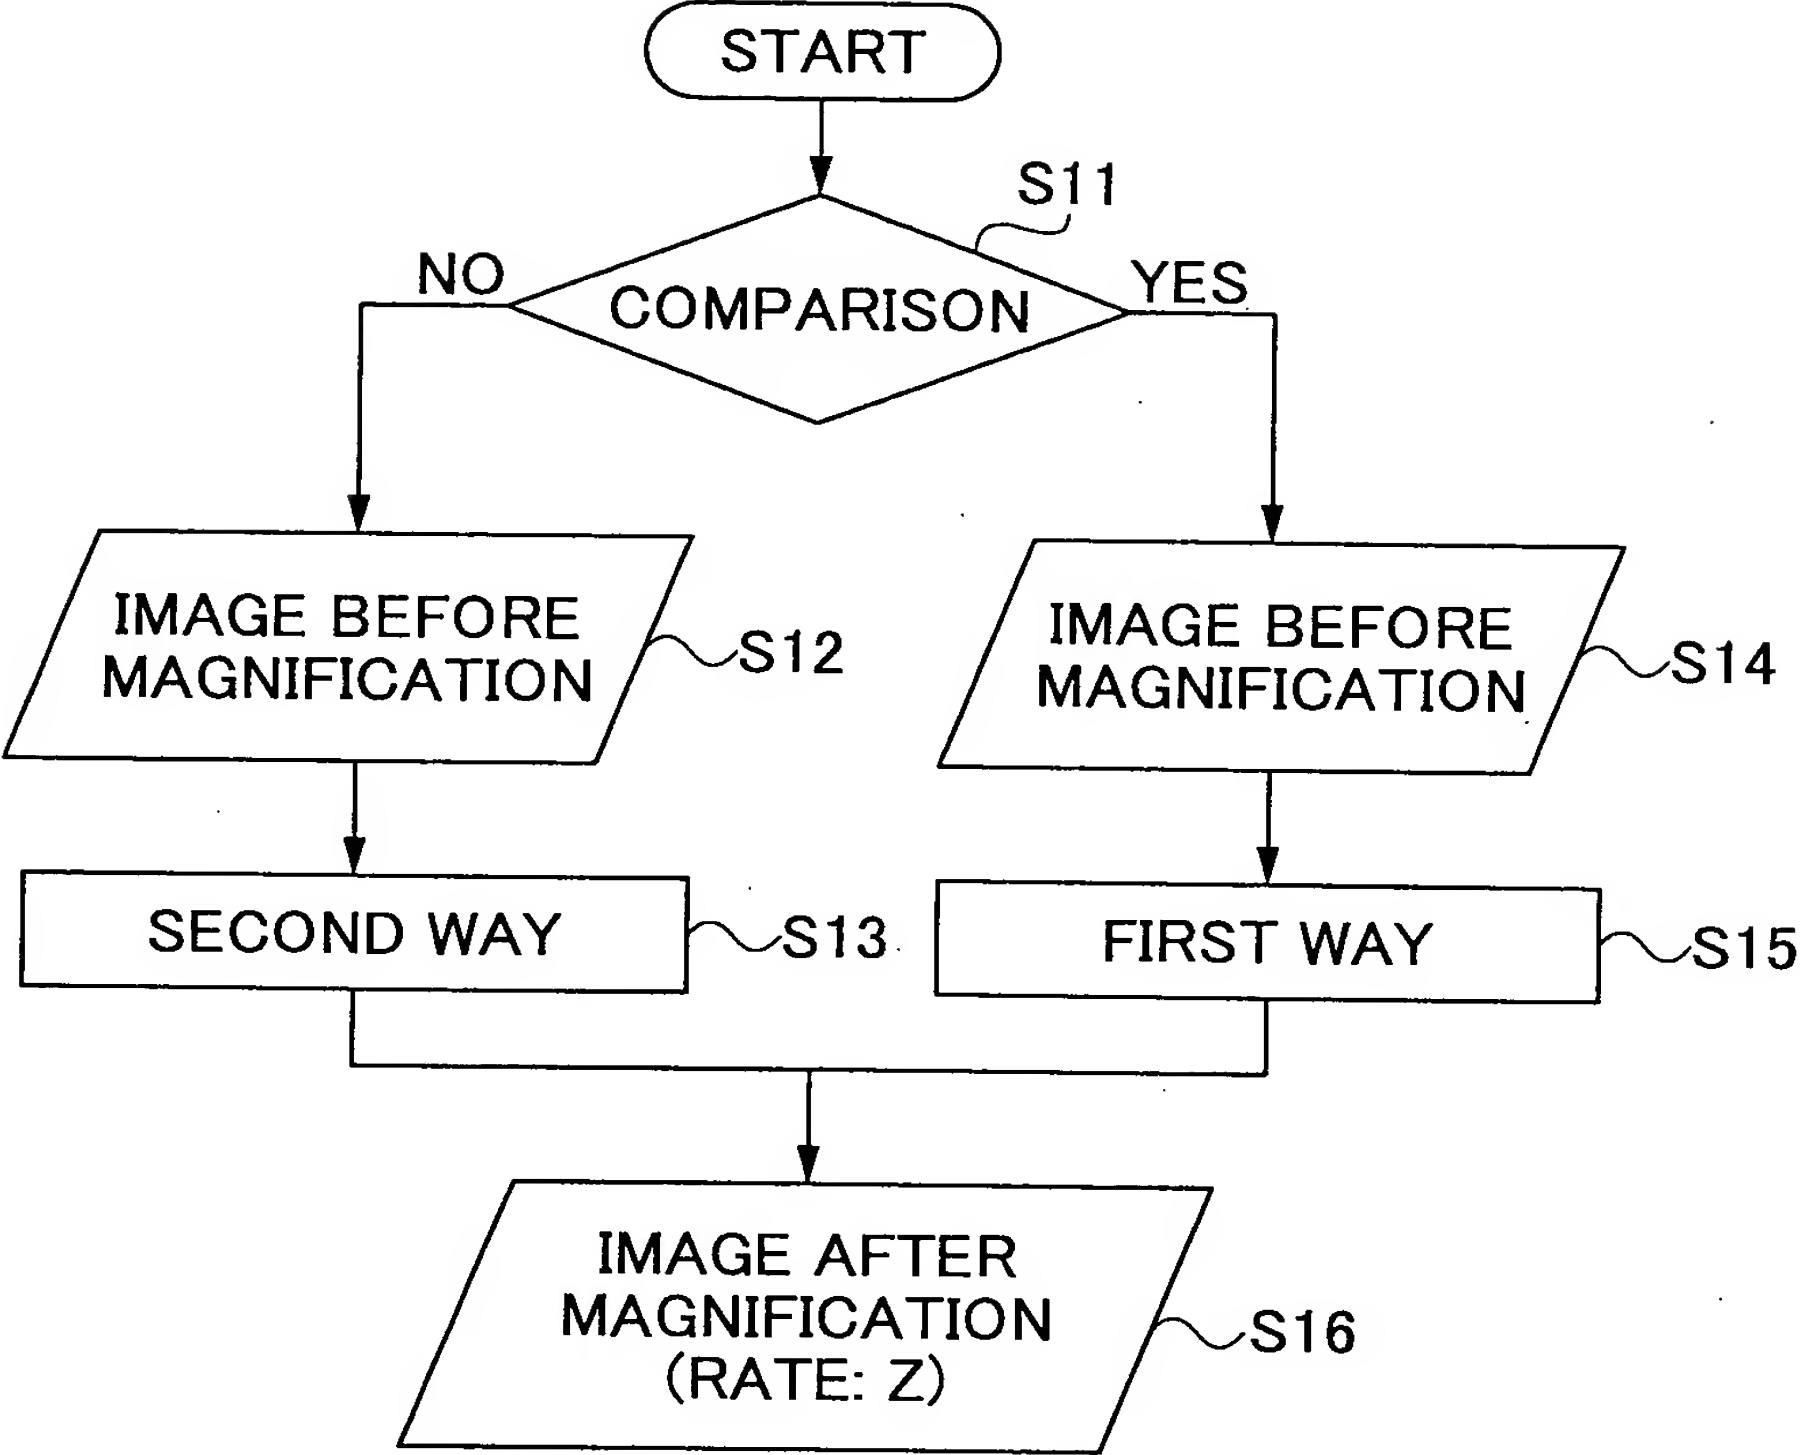 START
S11
NO
YES
COMPARISON
IMAGE BEFORE
MAGNIFICATION
S12
IMAGE BEFORE
MAGNIFICATION
S14
SECOND WAY
S13
FIRST WAY
S15
IMAGE AFTER
MAGNIFICATION
(RATE: Z)
S16